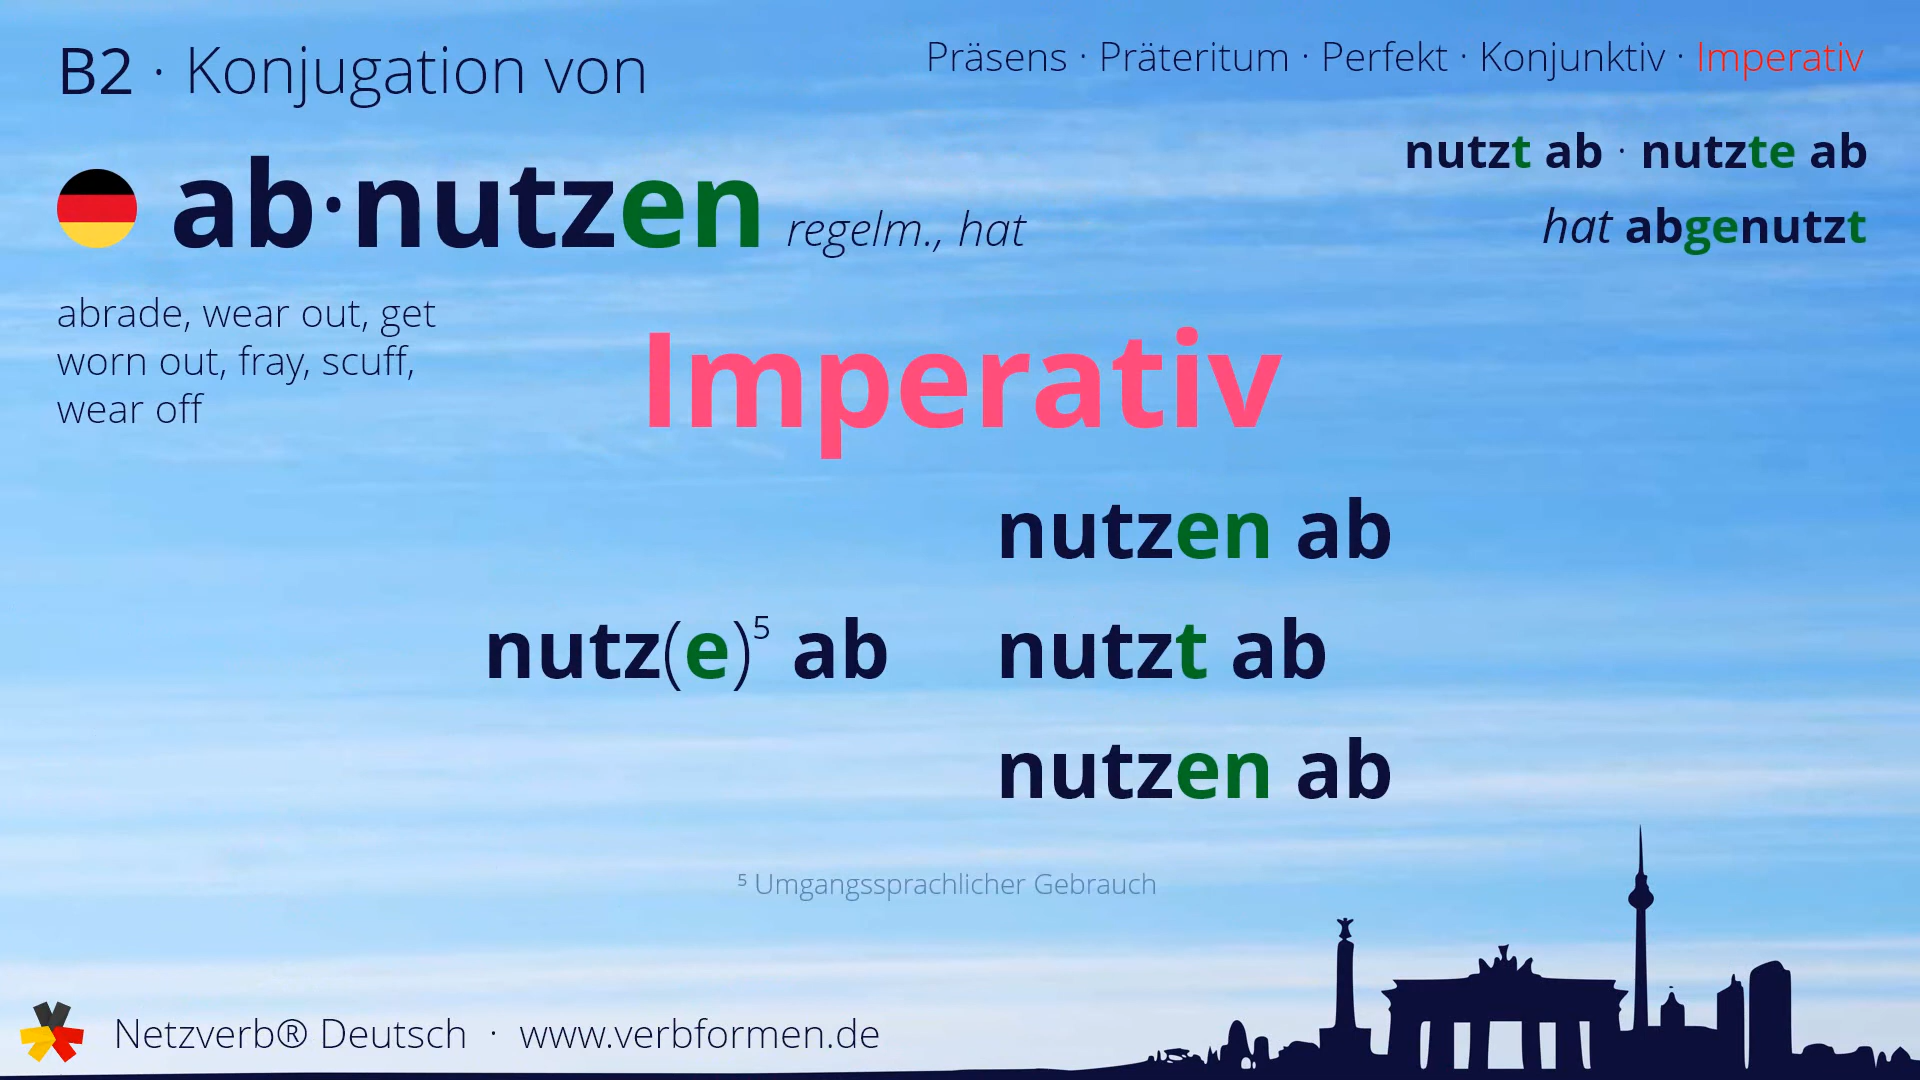 B2 · Konjugation von
Präsens · Präteritum · Perfekt · Konjunktiv · Imperativ
ab·nutzen regelm., hat
nutzt ab · nutzte ab
hat abgenutzt
abrade, wear out, get
worn out, fray, scuff,
wear off
Imperativ
nutzen ab
nutz(e)⁵ ab nutzt ab
nutzen ab
⁵ Umgangssprachlicher Gebrauch
Netzverb® Deutsch · www.verbformen.de